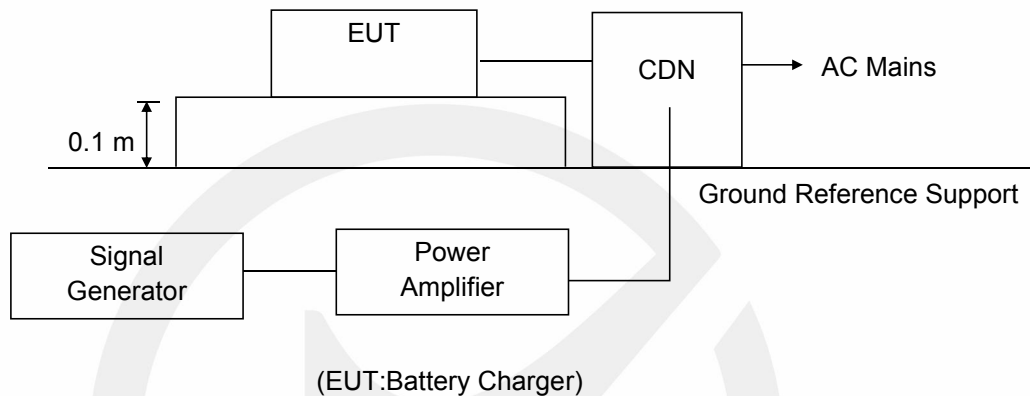 EUT
CDN
AC Mains
0.1 m
Ground Reference Support
Signal
Generator
Power
Amplifier
(EUT:Battery Charger)